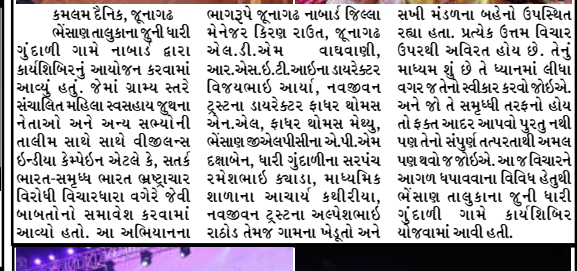 કમલમ દૈનિક, જૂનાગઢ
ભેંસાણ તાલુકાના જુની ધારી
ગુંદાળી ગામે નાબાર્ડ દ્વારા
કાર્યશિબિરનું આયોજન કરવામાં
આવ્યું હતું. જેમાં ગ્રામ્ય સ્તરે
સંચાલિત મહિલા સ્વસહાય જુથના
નેતાઓ અને અન્ય સભ્યોની
તાલીમ સાથે સાથે વીજીલન્સ
ઇન્ડીયા કેમ્પેઇન એટલે કે, સતર્ક
ભારત-સમૃધ્ધ ભારત ભ્રષ્ટાચાર
વિરોધી વિચારધારા વગેરે જેવી
બાબતોનો સમાવેશ કરવામાં
આવ્યો હતો. આ અભિયાનના
ભાગરૂપે જૂનાગઢ નાબાર્ડ જિલ્લા
મેનેજર કિરણ રાઉત, જૂનાગઢ
એલ.ડી.એમ વાઘવાણી,
આર.એસ.ઇ.ટી.આઇના ડાયરેક્ટર
વિજયભાઈ આર્યા, નવજીવન
ટ્રસ્ટના ડાયરેક્ટર ફાધર થોમસ
એન.એલ, ફાધર થોમસ મેથ્યુ,
ભેંસાણ જીએલપીસીના એ.પી.એમ
દક્ષાબેન, ધારી ગુંદાળીના સરપંચ
રમેશભાઈ ક્યાડા, માધ્યમિક
શાળાના આચાર્ય કથીરીયા,
નવજીવન ટ્રસ્ટના અલ્પેશભાઈ
રાઠોડ તેમજ ગામના ખેડૂતો અને
સખી મંડળના બહેનો ઉપસ્થિત
રહ્યા હતા. પ્રત્યેક ઉત્તમ વિચાર
ઉપરથી અવિરત હોય છે. તેનું
માધ્યમ શું છે તે ધ્યાનમાં લીધા
વગર જ તેનો સ્વીકાર કરવો જોઈએ.
અને જો તે સમૃધ્ધી તરફનો હોય
તો ફક્ત આદર આપવો પુરતુ નથી
પણ તેનો સંપુર્ણ તત્પરતાથી અમલ
પણ થવો જ જોઈએ. આ જ વિચારને
આગળ ધપાવવાના વિવિધ હેતુથી
ભેંસાણ તાલુકાના જુની ધારી
ગુંદાળી ગામે કાર્યશિબિર
યોજવામાં આવી હતી.